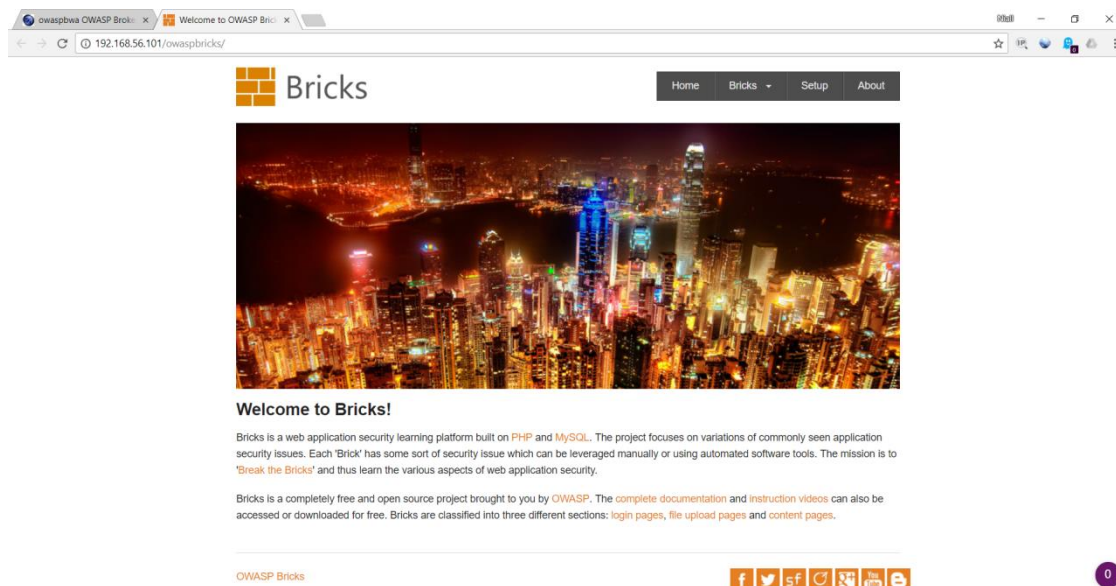 owaspbwa OWASP Broke
Welcome to OWASP Bric
192.168.56.101/owaspbricks/
Bricks
Home Bricks Setup About
Welcome to Bricks!
Bricks is a web application security learning platform built on PHP and MySQL. The project focuses on variations of commonly seen application
security issues. Each 'Brick' has some sort of security issue which can be leveraged manually or using automated software tools. The mission is to
'Break the Bricks' and thus learn the various aspects of web application security.
Bricks is a completely free and open source project brought to you by OWASP. The complete documentation and instruction videos can also be
accessed or downloaded for free. Bricks are classified into three different sections: login pages, file upload pages and content pages.
OWASP Bricks
0